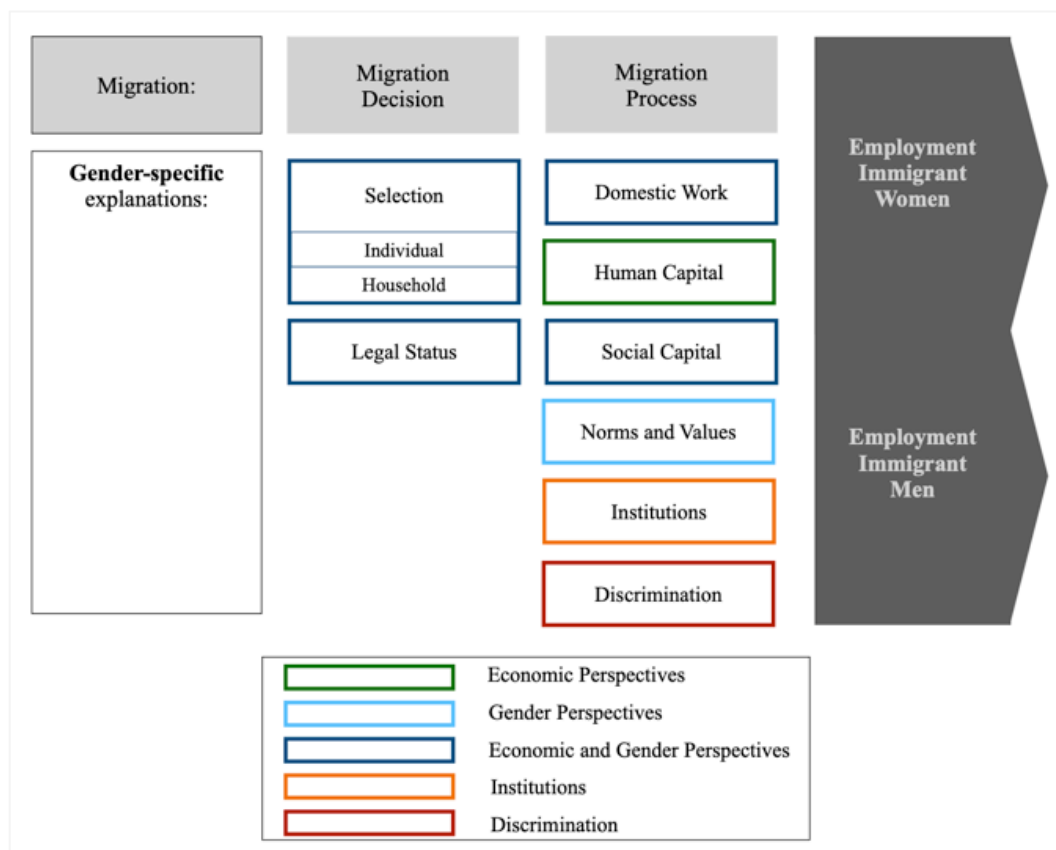 Migration:
Migration
Decision
Migration
Process
Gender-specific
explanations:
Selection
Individual
Household
Legal Status
Domestic Work
Human Capital
Social Capital
Norms and Values
Institutions
Discrimination
Employment
Immigrant
Women
Employment
Immigrant
Men
Economic Perspectives
Gender Perspectives
Economic and Gender Perspectives
Institutions
Discrimination